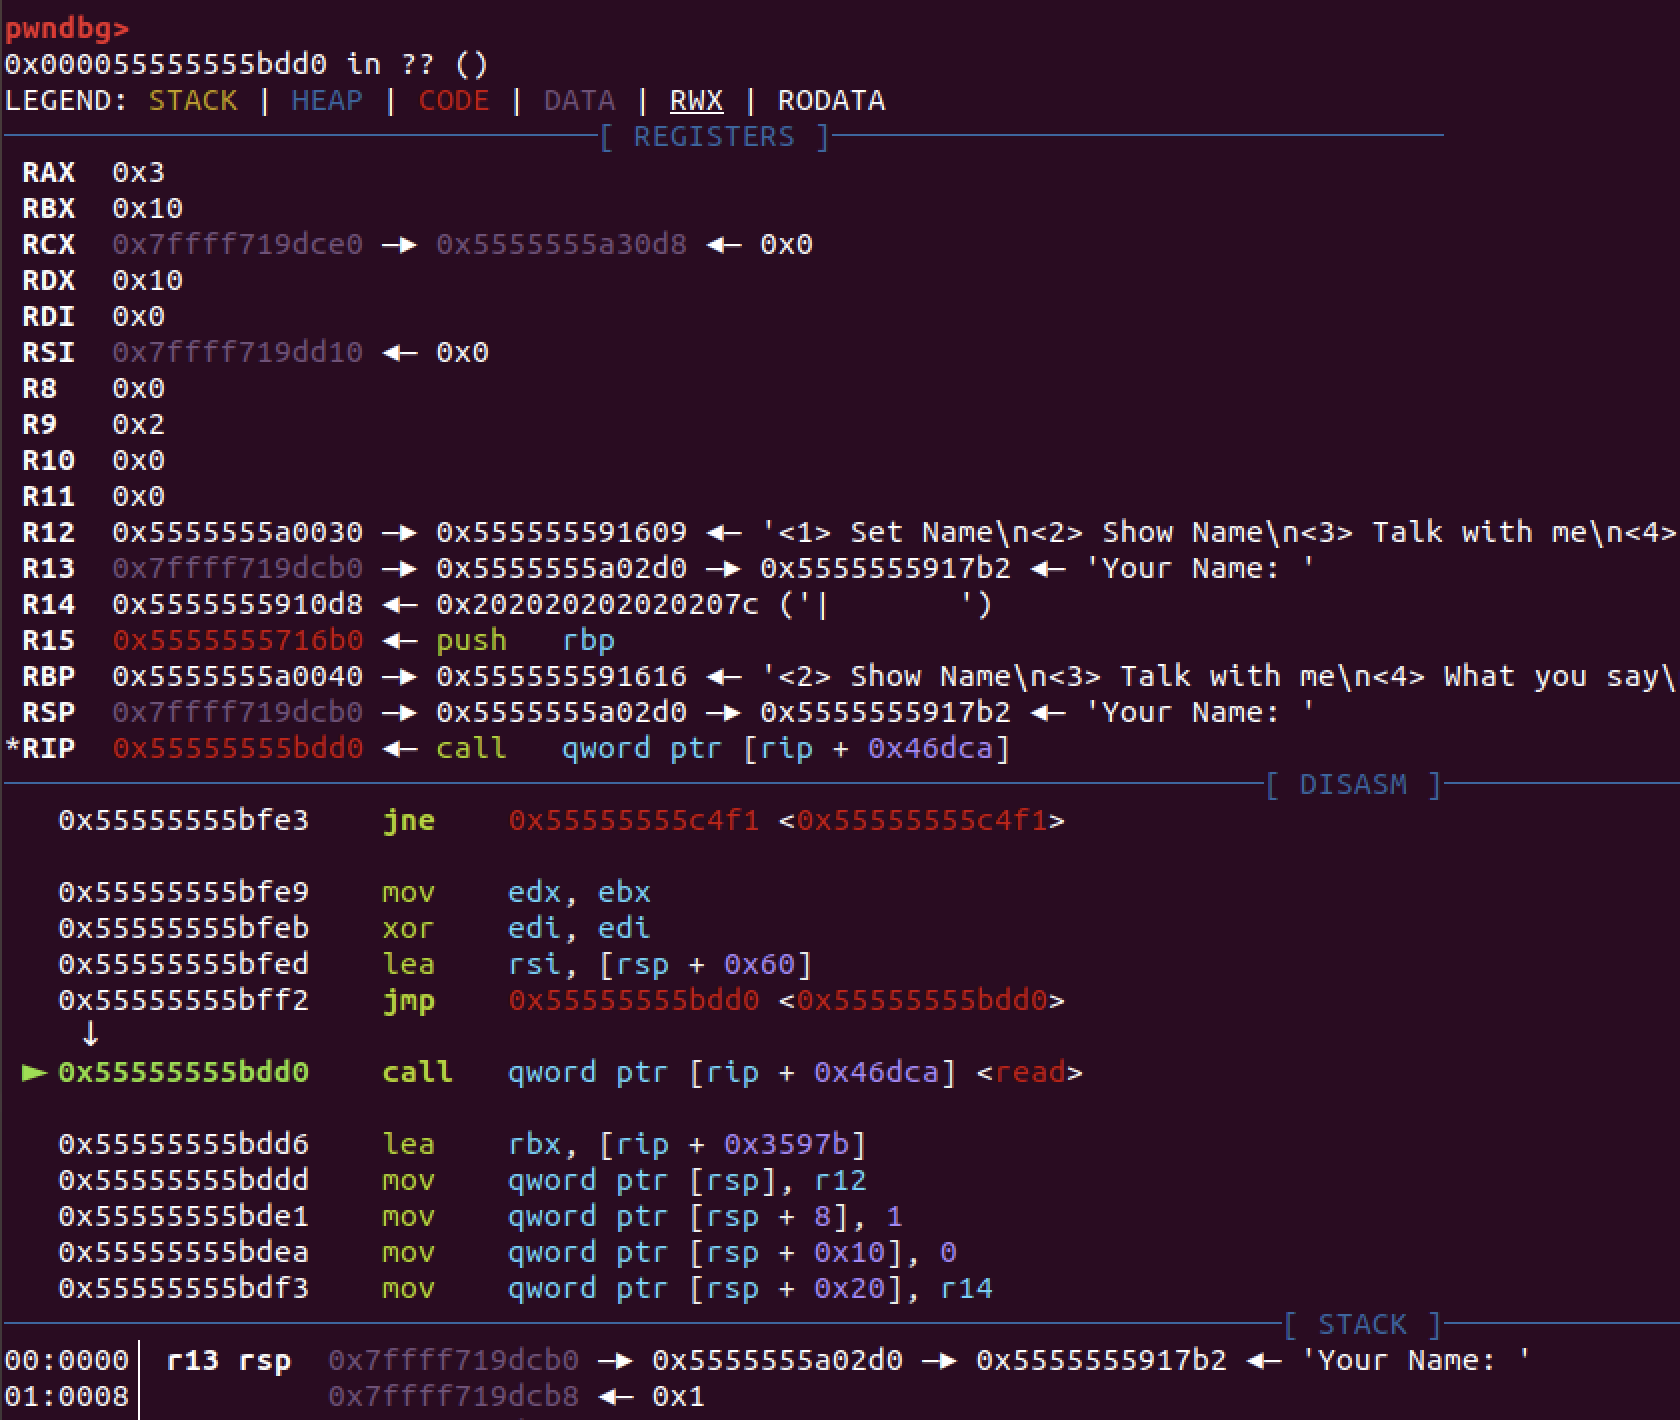 pwndbg>
0x000055555555bdd0 in ?? ()
LEGEND: STACK | HEAP | CODE | DATA | RWX | RODATA
[ REGISTERS ]
RAX 0x3
RBX 0x10
RCX 0x7ffff719dce0 —▸ 0x5555555a30d8 ◂— 0x0
RDX 0x10
RDI 0x0
RSI 0x7ffff719dd10 ◂— 0x0
R8 0x0
R9 0x2
R10 0x0
R11 0x0
R12 0x5555555a0030 —▸ 0x555555591609 ◂— '<1> Set Name\n<2> Show Name\n<3> Talk with me\n<4>
R13 0x7ffff719dcb0 —▸ 0x5555555a02d0 —▸ 0x5555555917b2 ◂— 'Your Name: '
R14 0x5555555910d8 ◂— 0x202020202020207c ('|       ')
R15 0x5555555716b0 ◂— push rbp
RBP 0x5555555a0040 —▸ 0x555555591616 ◂— '<2> Show Name\n<3> Talk with me\n<4> What you say\
RSP 0x7ffff719dcb0 —▸ 0x5555555a02d0 —▸ 0x5555555917b2 ◂— 'Your Name: '
*RIP 0x55555555bdd0 ◂— call qword ptr [rip + 0x46dca]
[ DISASM ]
0x55555555bfe3 jne 0x55555555c4f1 <0x55555555c4f1>
0x55555555bfe9 mov edx, ebx
0x55555555bfeb xor edi, edi
0x55555555bfed lea rsi, [rsp + 0x60]
0x55555555bff2 jmp 0x55555555bdd0 <0x55555555bdd0>
↓
► 0x55555555bdd0 call qword ptr [rip + 0x46dca] <read>
0x55555555bdd6 lea rbx, [rip + 0x3597b]
0x55555555bddd mov qword ptr [rsp], r12
0x55555555bde1 mov qword ptr [rsp + 8], 1
0x55555555bdea mov qword ptr [rsp + 0x10], 0
0x55555555bdf3 mov qword ptr [rsp + 0x20], r14
[ STACK ]
00:0000│ r13 rsp 0x7ffff719dcb0 —▸ 0x5555555a02d0 —▸ 0x5555555917b2 ◂— 'Your Name: '
01:0008│ 0x7ffff719dcb8 ◂— 0x1